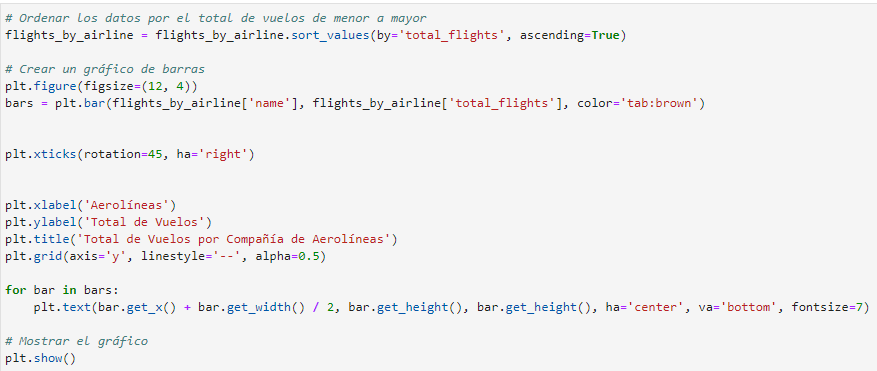 # Ordenar los datos por el total de vuelos de menor a mayor
flights_by_airline = flights_by_airline.sort_values(by='total_flights', ascending=True)
# Crear un gráfico de barras
plt.figure(figsize=(12, 4))
bars = plt.bar(flights_by_airline['name'], flights_by_airline['total_flights'], color='tab:brown')
plt.xticks(rotation=45, ha='right')
plt.xlabel('Aerolíneas')
plt.ylabel('Total de Vuelos')
plt.title('Total de Vuelos por Compañía de Aerolíneas')
plt.grid(axis='y', linestyle='--', alpha=0.5)
for bar in bars:
    plt.text(bar.get_x() + bar.get_width() / 2, bar.get_height(), bar.get_height(), ha='center', va='bottom', fontsize=7)
# Mostrar el gráfico
plt.show()